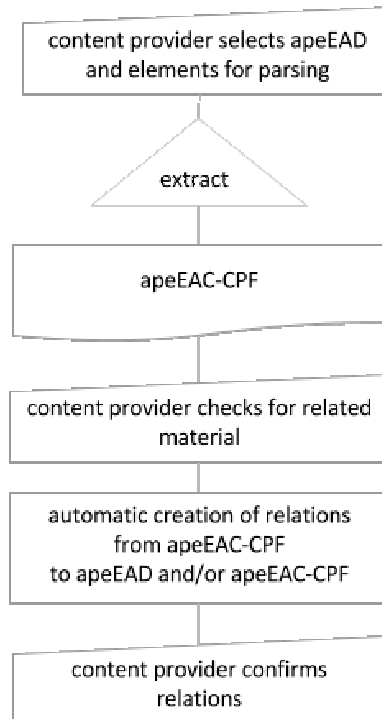 content provider selects apeEAD
and elements for parsing
extract
apeEAC-CPF
content provider checks for related
material
automatic creation of relations
from apeEAC-CPF
to apeEAD and/or apeEAC-CPF
content provider confirms
relations